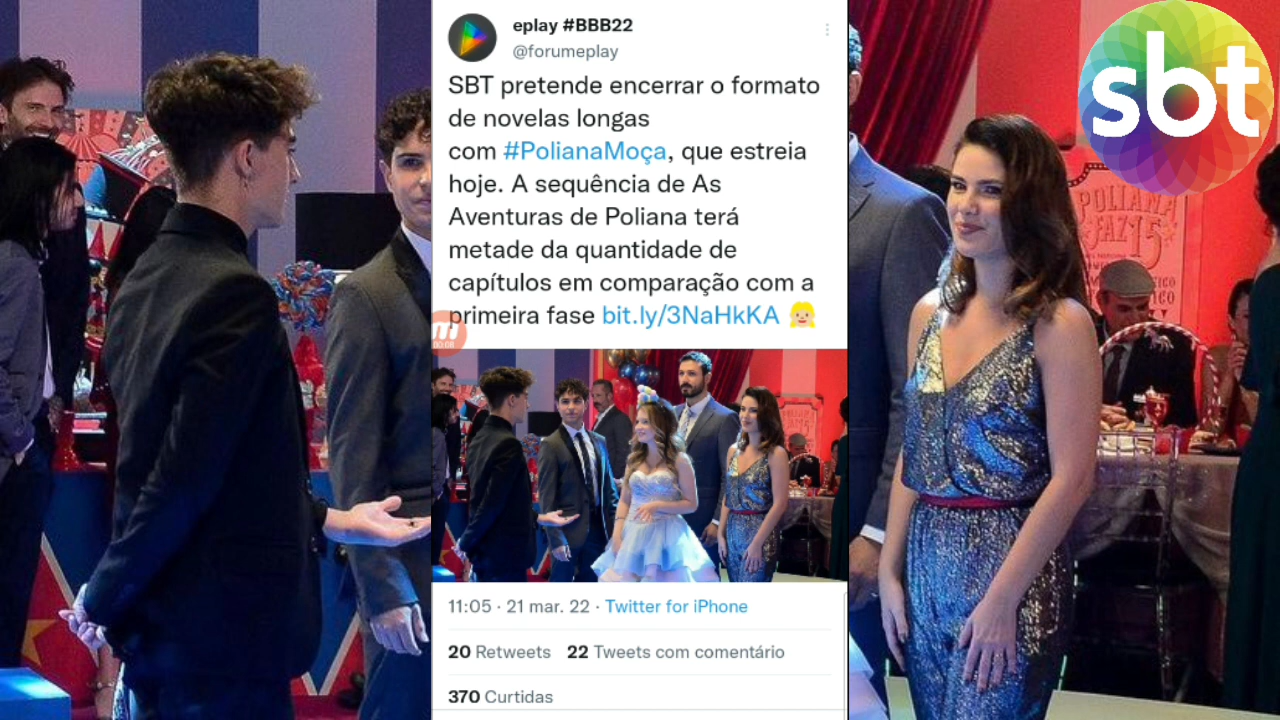 eplay #BBB22
@forumeplay
SBT pretende encerrar o formato
de novelas longas
com #PolianaMoça, que estreia
hoje. A sequência de As
Aventuras de Poliana terá
metade da quantidade de
capítulos em comparação com a
primeira fase bit.ly/3NaHkKA
11:05 · 21 mar. 22 · Twitter for iPhone
20 Retweets 22 Tweets com comentário
370 Curtidas
sbt
POLIANA
FAZ 15
m
00:08